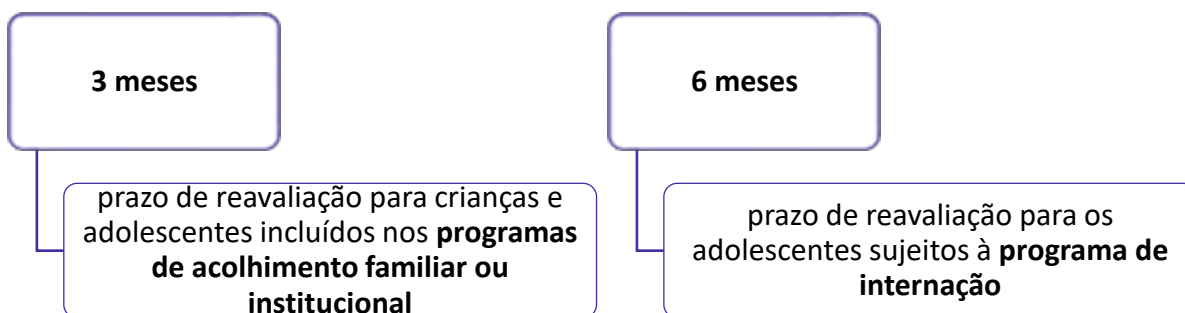 3 meses
prazo de reavaliação para crianças e
adolescentes incluídos nos programas
de acolhimento familiar ou
institucional
6 meses
prazo de reavaliação para os
adolescentes sujeitos à programa de
internação